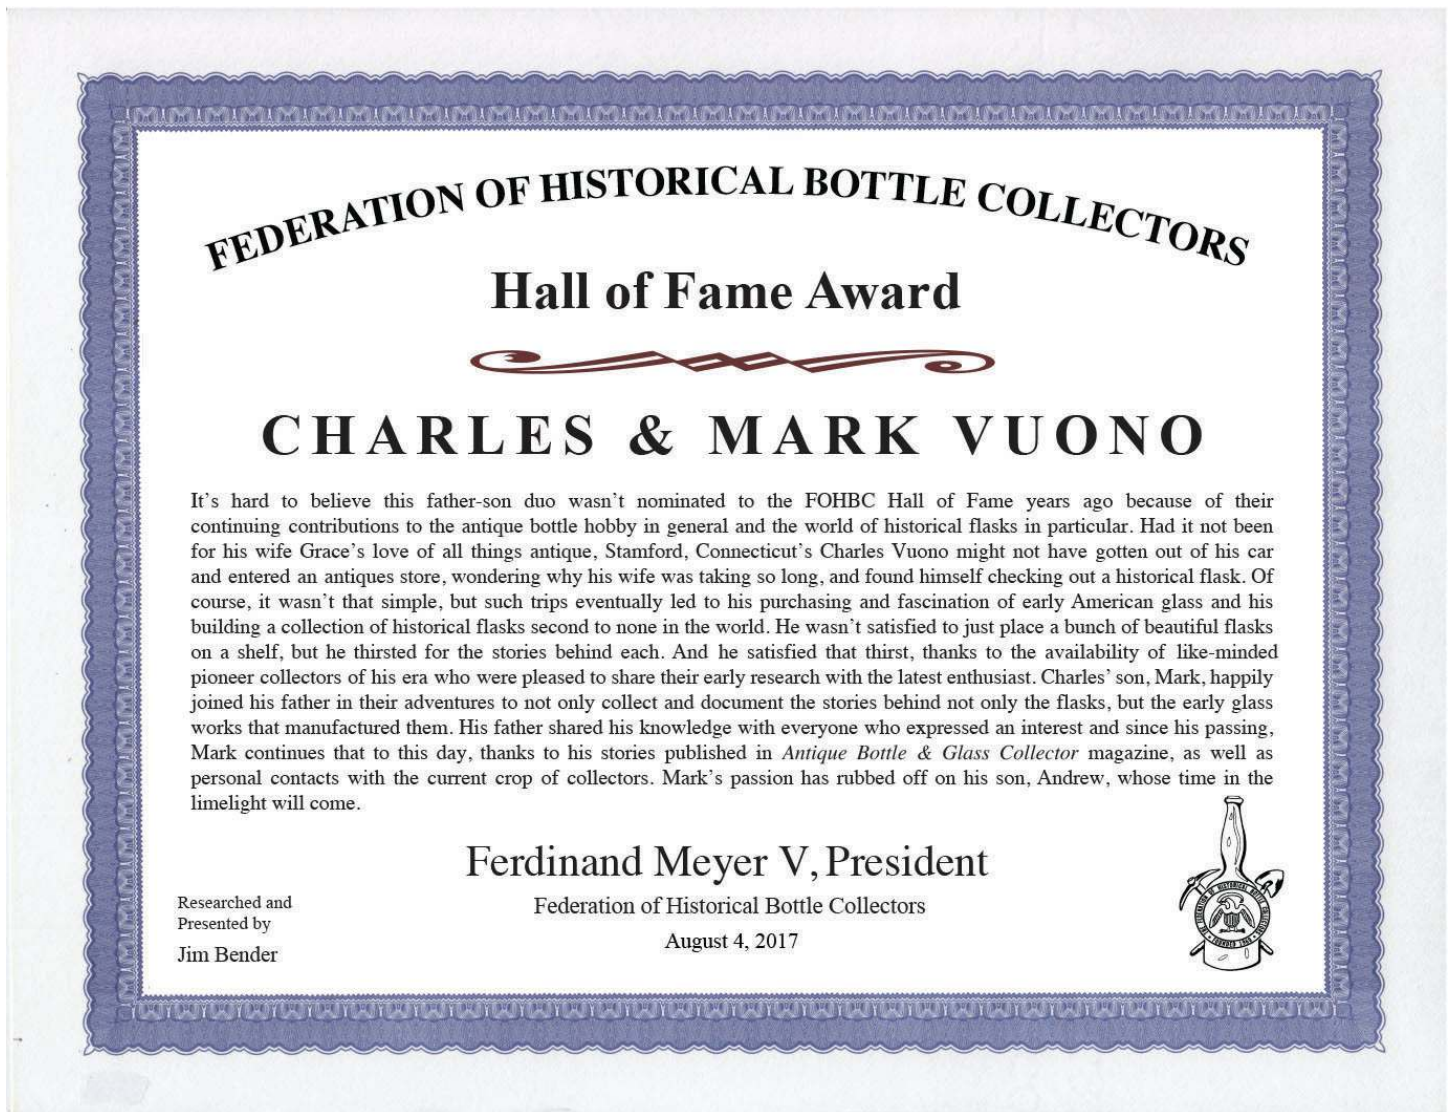 FEDERATION OF HISTORICAL BOTTLE COLLECTORS
Hall of Fame Award
CHARLES & MARK VUONO
It's hard to believe this father-son duo wasn't nominated to the FOHBC Hall of Fame years ago because of their
continuing contributions to the antique bottle hobby in general and the world of historical flasks in particular. Had it not been
for his wife Grace's love of all things antique, Stamford, Connecticut's Charles Vuono might not have gotten out of his car
and entered an antiques store, wondering why his wife was taking so long, and found himself checking out a historical flask. Of
course, it wasn't that simple, but such trips eventually led to his purchasing and fascination of early American glass and his
building a collection of historical flasks second to none in the world. He wasn't satisfied to just place a bunch of beautiful flasks
on a shelf, but he thirsted for the stories behind each. And he satisfied that thirst, thanks to the availability of like-minded
pioneer collectors of his era who were pleased to share their early research with the latest enthusiast. Charles' son, Mark, happily
joined his father in their adventures to not only collect and document the stories behind not only the flasks, but the early glass
works that manufactured them. His father shared his knowledge with everyone who expressed an interest and since his passing,
Mark continues that to this day, thanks to his stories published in Antique Bottle & Glass Collector magazine, as well as
personal contacts with the current crop of collectors. Mark's passion has rubbed off on his son, Andrew, whose time in the
limelight will come.
Ferdinand Meyer V, President
Federation of Historical Bottle Collectors
August 4, 2017
Researched and
Presented by
Jim Bender